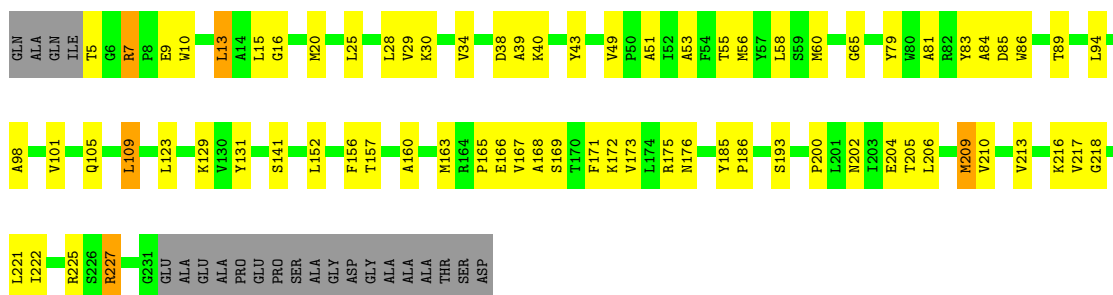 GLN ALA GLN ILE T5 G6 R7 P8 E9 W10 L13 A14 L15 G16 M20 L25 L28 V29 K30 V34 D38 A39 K40 Y43 V49 P50 A51 I52 A53 F54 T55 M56 Y57 L58 S59 M60 G65 Y79 W80 A81 R82 Y83 A84 D85 W86 T89 L94
A98 V101 Q105 L109 L123 K129 V130 Y131 S141 L152 F156 T157 A160 M163 R164 P165 E166 V167 A168 S169 T170 F171 K172 V173 L174 R175 N176 Y185 P186 S193 P200 L201 N202 I203 E204 T205 L206 M209 V210 V213 K216 V217 G218
L221 I222 R225 S226 R227 G231 GLU ALA GLU ALA PRO GLU PRO SER ALA GLY ASP GLY ALA ALA ALA THR SER ASP